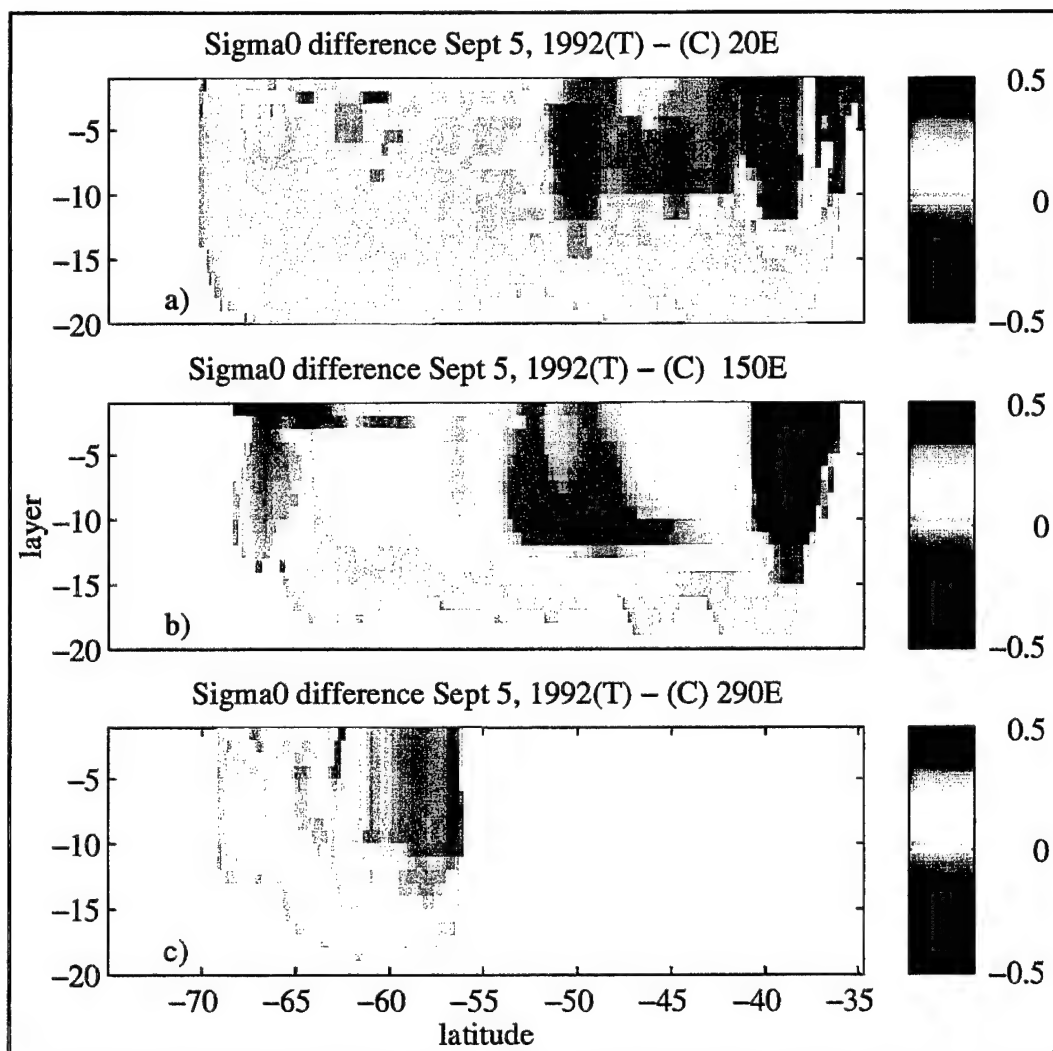 Sigma0 difference Sept 5, 1992(T) – (C) 20E
−5
−10
−15
−20
a)
0.5
0
−0.5
Sigma0 difference Sept 5, 1992(T) – (C) 150E
−5
−10
−15
−20
b)
layer
0.5
0
−0.5
Sigma0 difference Sept 5, 1992(T) – (C) 290E
−5
−10
−15
−20
c)
0.5
0
−0.5
−70 −65 −60 −55 −50 −45 −40 −35
latitude